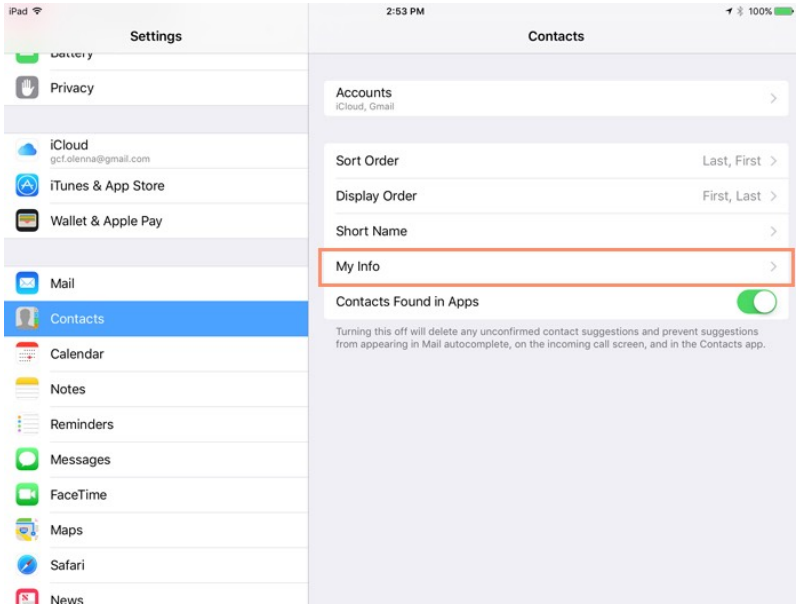 iPad
2:53 PM
100%
Settings
Contacts
Battery
Privacy
iCloud
gcf.olenna@gmail.com
iTunes & App Store
Wallet & Apple Pay
Mail
Contacts
Calendar
Notes
Reminders
Messages
FaceTime
Maps
Safari
News
Accounts
iCloud, Gmail
Sort Order
Last, First
Display Order
First, Last
Short Name
My Info
Contacts Found in Apps
Turning this off will delete any unconfirmed contact suggestions and prevent suggestions
from appearing in Mail autocomplete, on the incoming call screen, and in the Contacts app.